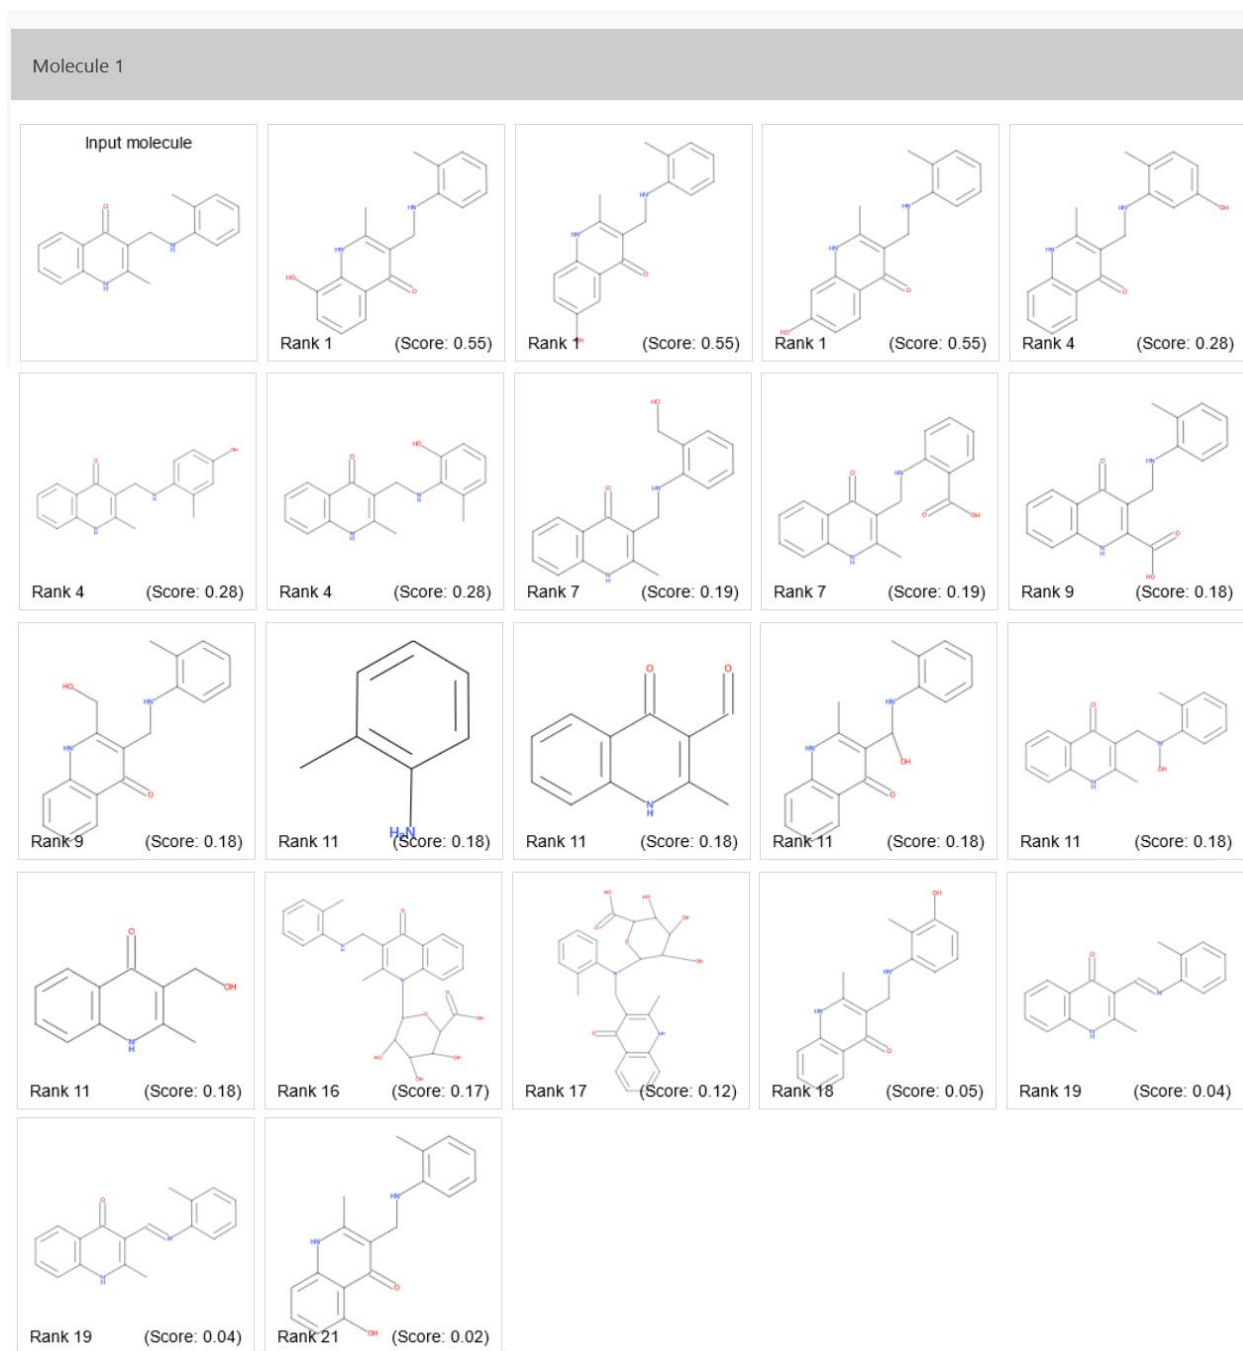 Molecule 1
Input molecule
Rank 1 (Score: 0.55)
Rank 1 (Score: 0.55)
Rank 1 (Score: 0.55)
Rank 4 (Score: 0.28)
Rank 4 (Score: 0.28)
Rank 4 (Score: 0.28)
Rank 7 (Score: 0.19)
Rank 7 (Score: 0.19)
Rank 9 (Score: 0.18)
Rank 9 (Score: 0.18)
Rank 11 (Score: 0.18)
Rank 11 (Score: 0.18)
Rank 11 (Score: 0.18)
Rank 11 (Score: 0.18)
Rank 11 (Score: 0.18)
Rank 16 (Score: 0.17)
Rank 17 (Score: 0.12)
Rank 18 (Score: 0.05)
Rank 19 (Score: 0.04)
Rank 19 (Score: 0.04)
Rank 21 (Score: 0.02)